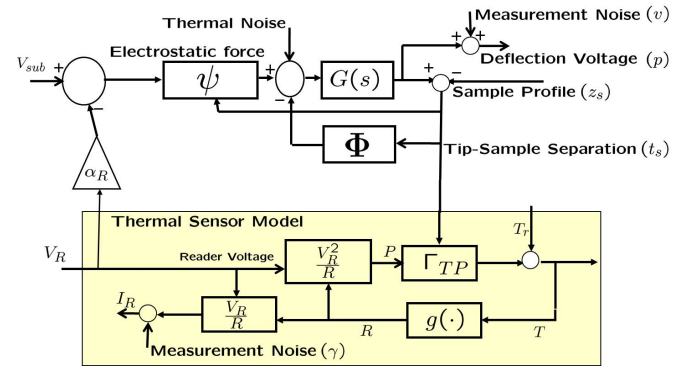 Measurement Noise (v)
Thermal Noise
Electrostatic force
V_sub
+
−
ψ
+
−
G(s)
+
+
Deflection Voltage (p)
+
−
Sample Profile (z_s)
Φ
Tip-Sample Separation (t_s)
α_R
Thermal Sensor Model
V_R
Reader Voltage
V_R^2
R
P
Γ_TP
T_r
I_R
V_R
R
R
g(·)
T
Measurement Noise (γ)